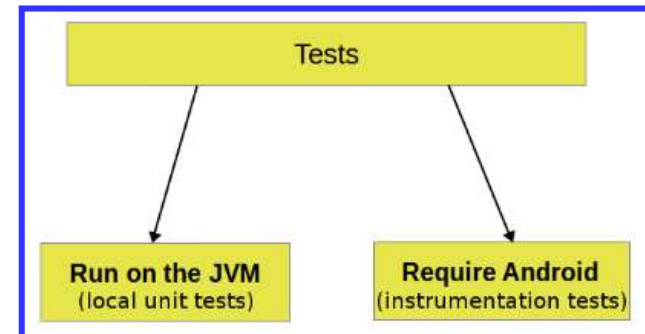 Tests
Run on the JVM
(local unit tests)
Require Android
(instrumentation tests)